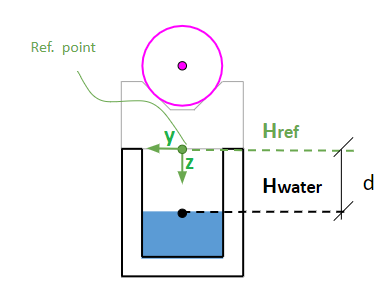 Ref. point
Href
y
z
Hwater
d